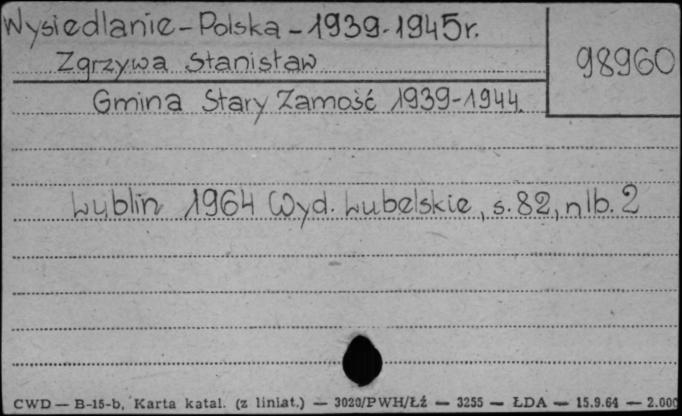 Wysiedlanie - Polska - 1939-1945r.
98960
Zgrzywa Stanisław
Gmina Stary Zamość 1939-1944.
Lublin 1964 Wyd. Lubelskie, s. 82, nlb. 2
CWD — B-15-b, Karta katal. (z liniat.) — 3020/PWH/Łź — 3255 — ŁDA — 15.9.64 — 2.000